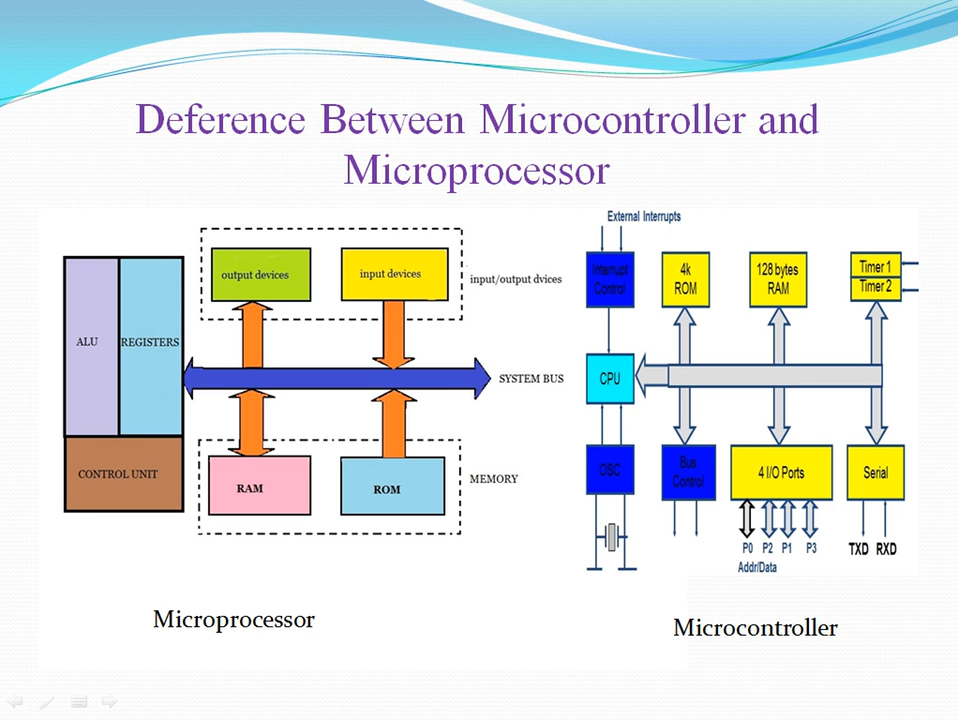 Deference Between Microcontroller and
Microprocessor
output devices
input devices
input/output dvices
ALU
REGISTERS
SYSTEM BUS
CONTROL UNIT
RAM
ROM
MEMORY
Microprocessor
External Interrupts
Interrupt
Control
4k
ROM
128 bytes
RAM
Timer 1
Timer 2
CPU
OSC
Bus
Control
4 I/O Ports
Serial
P0 P2 P1 P3
Addr/Data
TXD RXD
Microcontroller